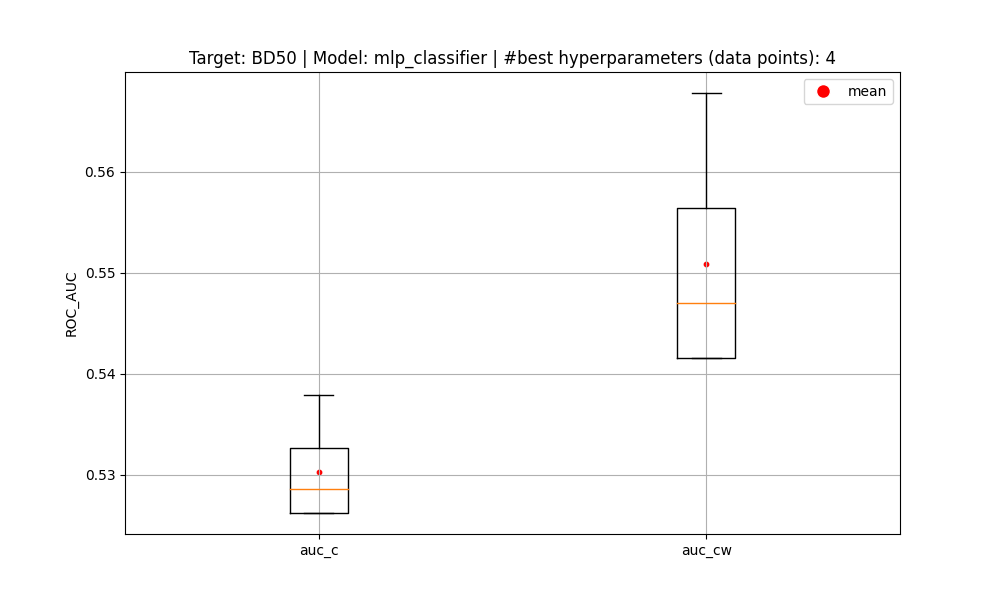 Target: BD50 | Model: mlp_classifier | #best hyperparameters (data points): 4
mean
0.56
0.55
0.54
0.53
ROC_AUC
auc_c
auc_cw